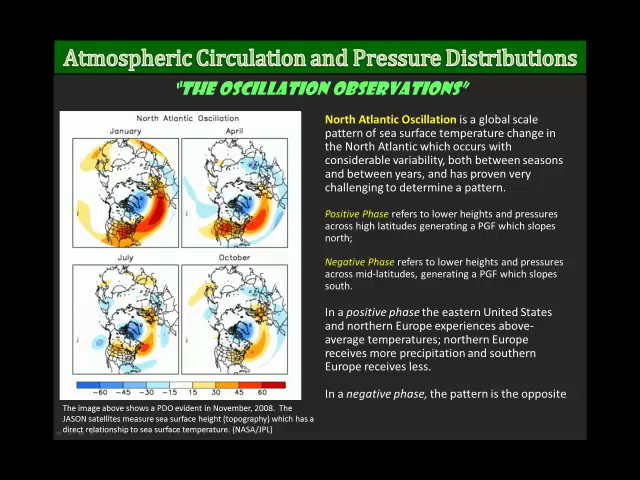 Atmospheric Circulation and Pressure Distributions
"THE OSCILLATION OBSERVATIONS"
North Atlantic Oscillation
January
April
July
October
-60 -45 -30 -15 15 30 45 60
The image above shows a PDO evident in November, 2008. The
JASON satellites measure sea surface height (topography) which has a
direct relationship to sea surface temperature. (NASA/JPL)
North Atlantic Oscillation is a global scale
pattern of sea surface temperature change in
the North Atlantic which occurs with
considerable variability, both between seasons
and between years, and has proven very
challenging to determine a pattern.
Positive Phase refers to lower heights and pressures
across high latitudes generating a PGF which slopes
north;
Negative Phase refers to lower heights and pressures
across mid-latitudes, generating a PGF which slopes
south.
In a positive phase the eastern United States
and northern Europe experiences above-
average temperatures; northern Europe
receives more precipitation and southern
Europe receives less.
In a negative phase, the pattern is the opposite